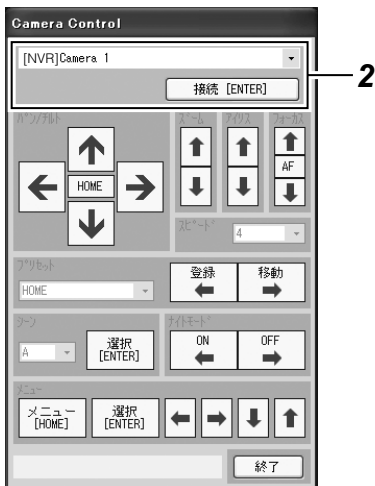 Camera Control
[NVR]Camera 1
2
接続 [ENTER]
パン/チルト
ズーム
アイリス
フォーカス
HOME
AF
スピード
4
プリセット
HOME
登録
移動
シーン
A
選択
[ENTER]
ナイトモード
ON
OFF
メニュー
メニュー
[HOME]
選択
[ENTER]
終了